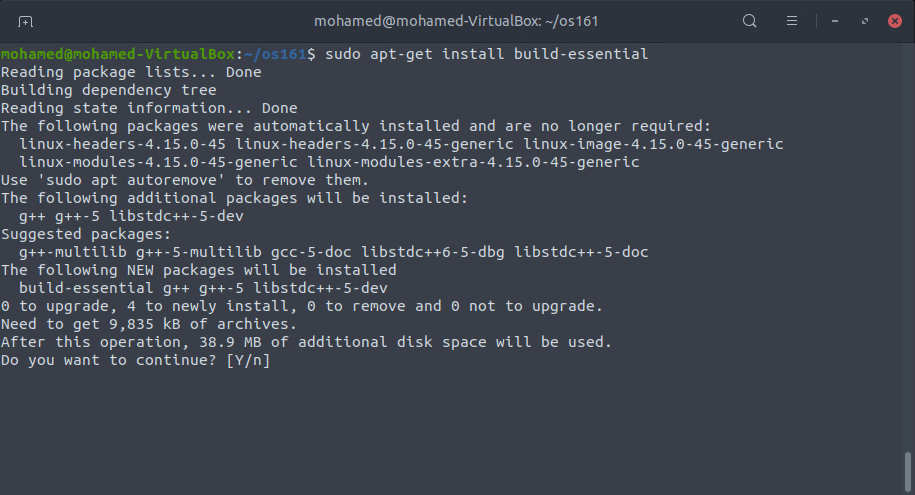 mohamed@mohamed-VirtualBox: ~/os161
mohamed@mohamed-VirtualBox:~/os161$ sudo apt-get install build-essential
Reading package lists... Done
Building dependency tree
Reading state information... Done
The following packages were automatically installed and are no longer required:
  linux-headers-4.15.0-45 linux-headers-4.15.0-45-generic linux-image-4.15.0-45-generic
  linux-modules-4.15.0-45-generic linux-modules-extra-4.15.0-45-generic
Use 'sudo apt autoremove' to remove them.
The following additional packages will be installed:
  g++ g++-5 libstdc++-5-dev
Suggested packages:
  g++-multilib g++-5-multilib gcc-5-doc libstdc++6-5-dbg libstdc++-5-doc
The following NEW packages will be installed
  build-essential g++ g++-5 libstdc++-5-dev
0 to upgrade, 4 to newly install, 0 to remove and 0 not to upgrade.
Need to get 9,835 kB of archives.
After this operation, 38.9 MB of additional disk space will be used.
Do you want to continue? [Y/n]